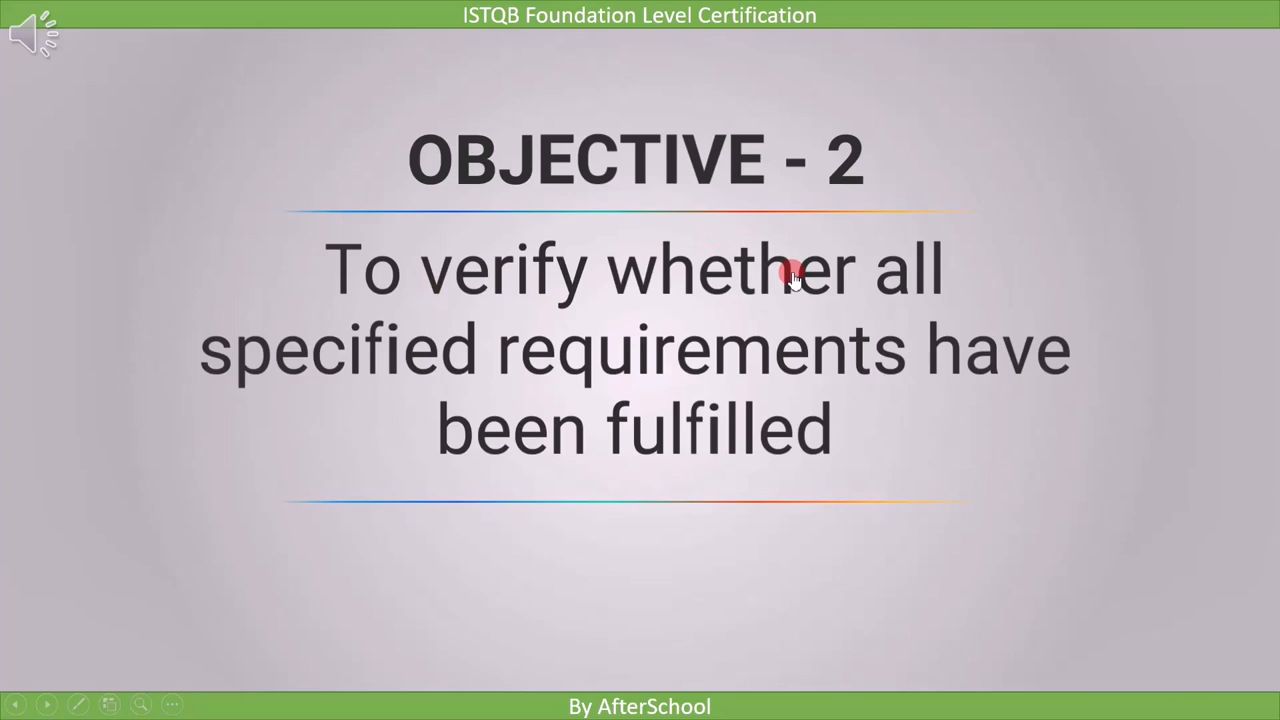 ISTQB Foundation Level Certification
OBJECTIVE - 2
To verify whether all
specified requirements have
been fulfilled
By AfterSchool